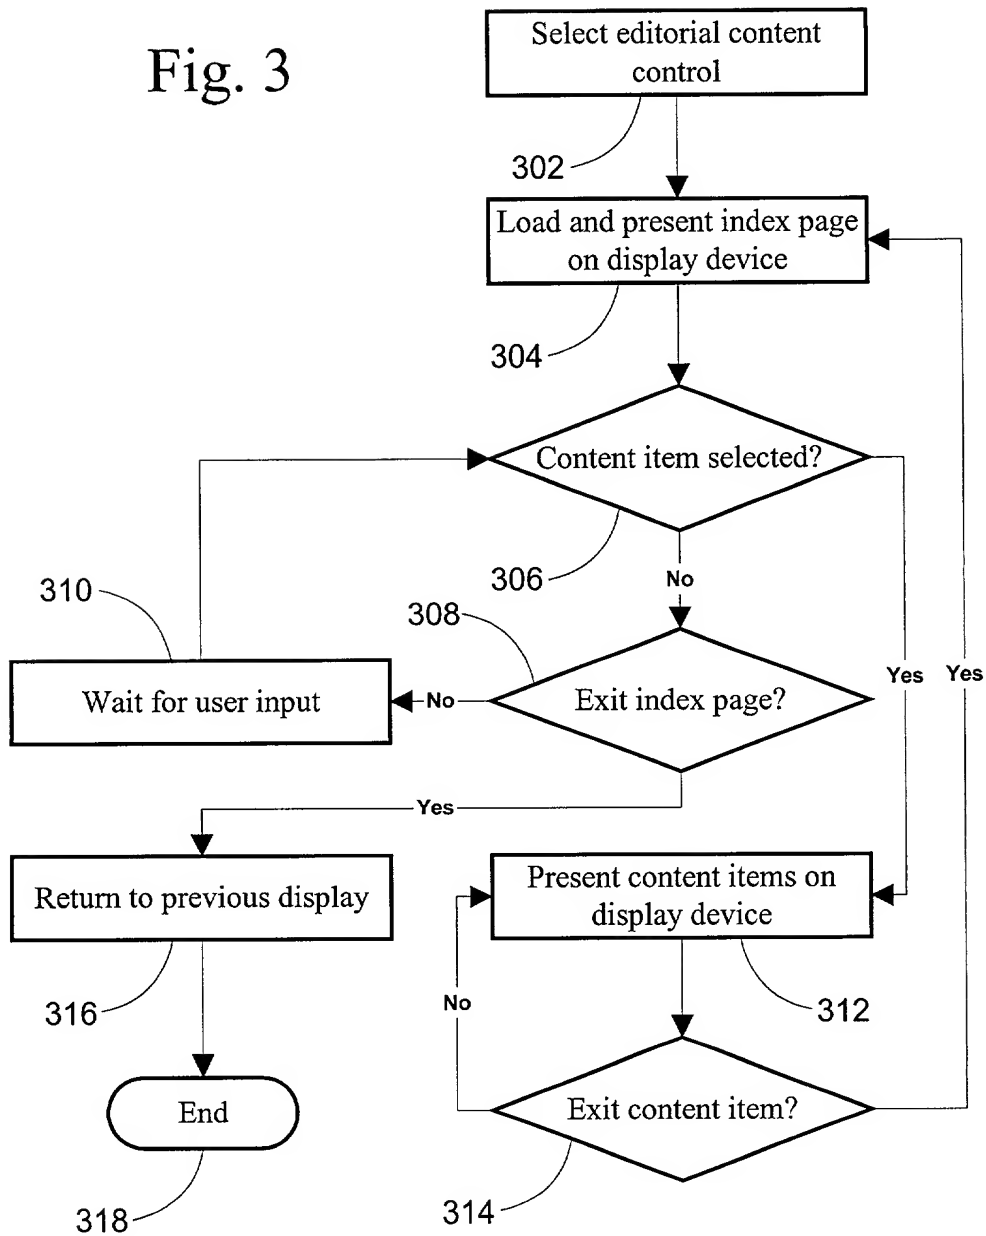 Fig. 3
Select editorial content
control
302
Load and present index page
on display device
304
Content item selected?
306
No
310
308
Wait for user input
No
Exit index page?
Yes
Yes
Yes
Return to previous display
Present content items on
display device
316
No
312
End
Exit content item?
318
314